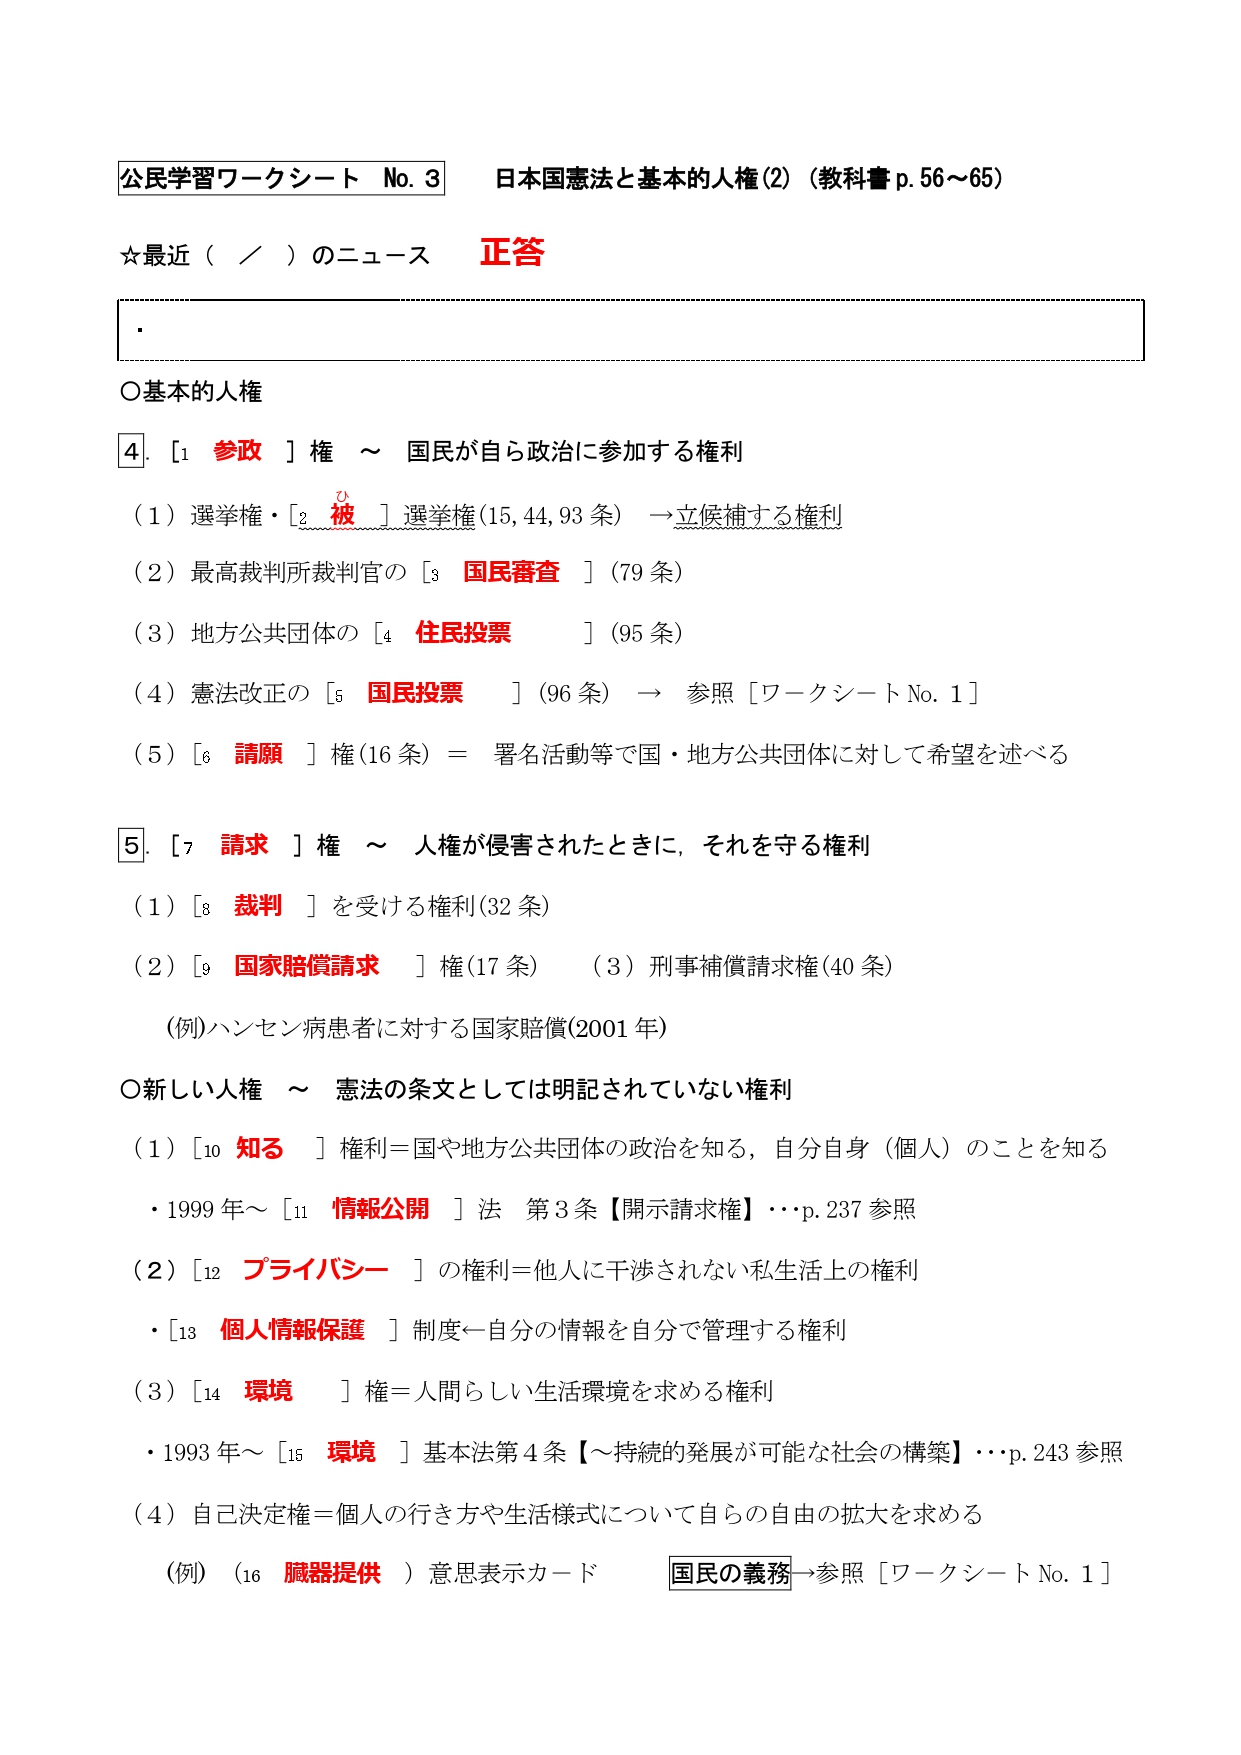 公民学習ワークシート　No. 3　　日本国憲法と基本的人権(2)（教科書 p. 56～65）
☆最近（　／　）のニュース　　正答
・
〇基本的人権
4.［1　参政　］権　～　国民が自ら政治に参加する権利
ひ
（１）選挙権・［2　被　］選挙権(15, 44, 93 条)　→立候補する権利
（２）最高裁判所裁判官の［3　国民審査　］(79 条)
（３）地方公共団体の［4　住民投票　　　］(95 条)
（４）憲法改正の［5　国民投票　　］(96 条)　→　参照［ワークシート No. １］
（５）［6　請願　］権(16 条)　＝　署名活動等で国・地方公共団体に対して希望を述べる
5.［7　請求　］権　～　人権が侵害されたときに，それを守る権利
（１）［8　裁判　］を受ける権利(32 条)
（２）［9　国家賠償請求　］権(17 条)　　（３）刑事補償請求権(40 条)
(例)ハンセン病患者に対する国家賠償(2001 年)
〇新しい人権　～　憲法の条文としては明記されていない権利
（１）［10　知る　］権利＝国や地方公共団体の政治を知る，自分自身（個人）のことを知る
・1999 年～［11　情報公開　］法　第３条【開示請求権】・・・p. 237 参照
（２）［12　プライバシー　］の権利＝他人に干渉されない私生活上の権利
・［13　個人情報保護　］制度←自分の情報を自分で管理する権利
（３）［14　環境　　］権＝人間らしい生活環境を求める権利
・1993 年～［15　環境　］基本法第４条【～持続的発展が可能な社会の構築】・・・p. 243 参照
（４）自己決定権＝個人の行き方や生活様式について自らの自由の拡大を求める
(例)　（16　臓器提供　）意思表示カード　　　国民の義務→参照［ワークシート No. １］